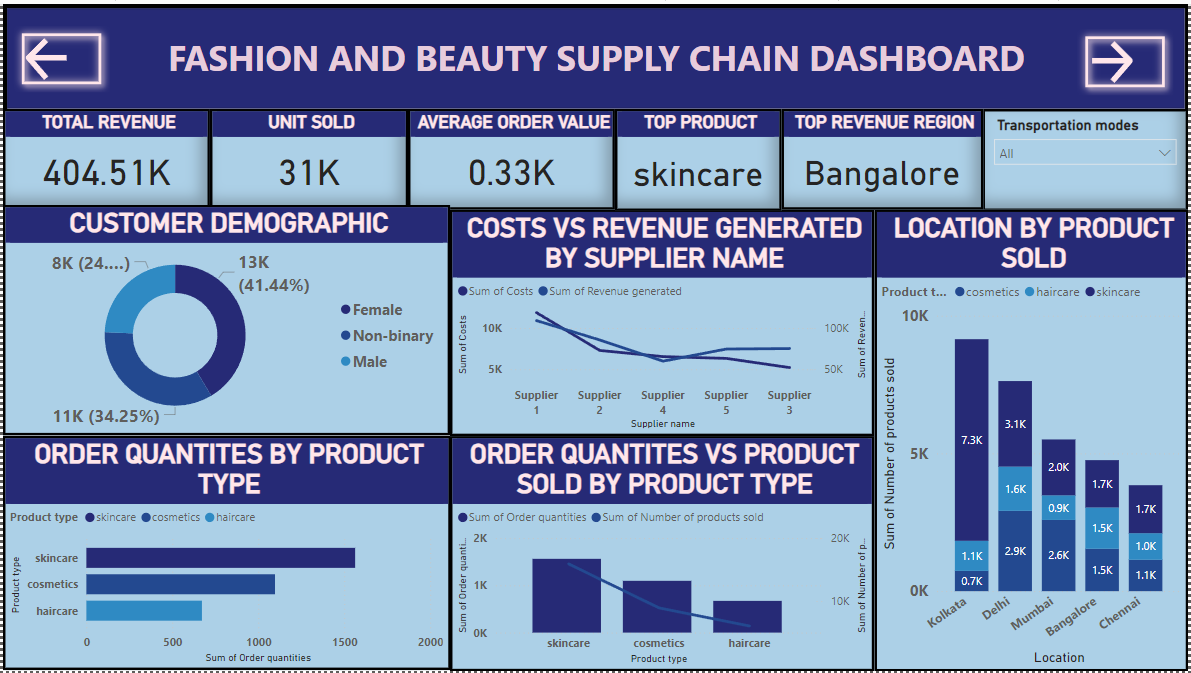 FASHION AND BEAUTY SUPPLY CHAIN DASHBOARD
TOTAL REVENUE
404.51K
UNIT SOLD
31K
AVERAGE ORDER VALUE
0.33K
TOP PRODUCT
skincare
TOP REVENUE REGION
Bangalore
Transportation modes
All
CUSTOMER DEMOGRAPHIC
8K (24....)
13K
(41.44%)
11K (34.25%)
Female
Non-binary
Male
COSTS VS REVENUE GENERATED
BY SUPPLIER NAME
Sum of Costs Sum of Revenue generated
Sum of Costs
10K
5K
100K
50K
Sum of Reven...
Supplier 1
Supplier 2
Supplier 4
Supplier 5
Supplier 3
Supplier name
LOCATION BY PRODUCT
SOLD
Product t... cosmetics haircare skincare
Sum of Number of products sold
10K
5K
0K
7.3K
1.1K
0.7K
3.1K
1.6K
2.9K
2.0K
0.9K
2.6K
1.7K
1.5K
1.5K
1.7K
1.0K
1.1K
Kolkata
Delhi
Mumbai
Bangalore
Chennai
Location
ORDER QUANTITES BY PRODUCT
TYPE
Product type skincare cosmetics haircare
Product type
skincare
cosmetics
haircare
0 500 1000 1500 2000
Sum of Order quantities
ORDER QUANTITES VS PRODUCT
SOLD BY PRODUCT TYPE
Sum of Order quantities Sum of Number of products sold
Sum of Order quanti...
2K
1K
0K
20K
10K
Sum of Number of p...
skincare cosmetics haircare
Product type